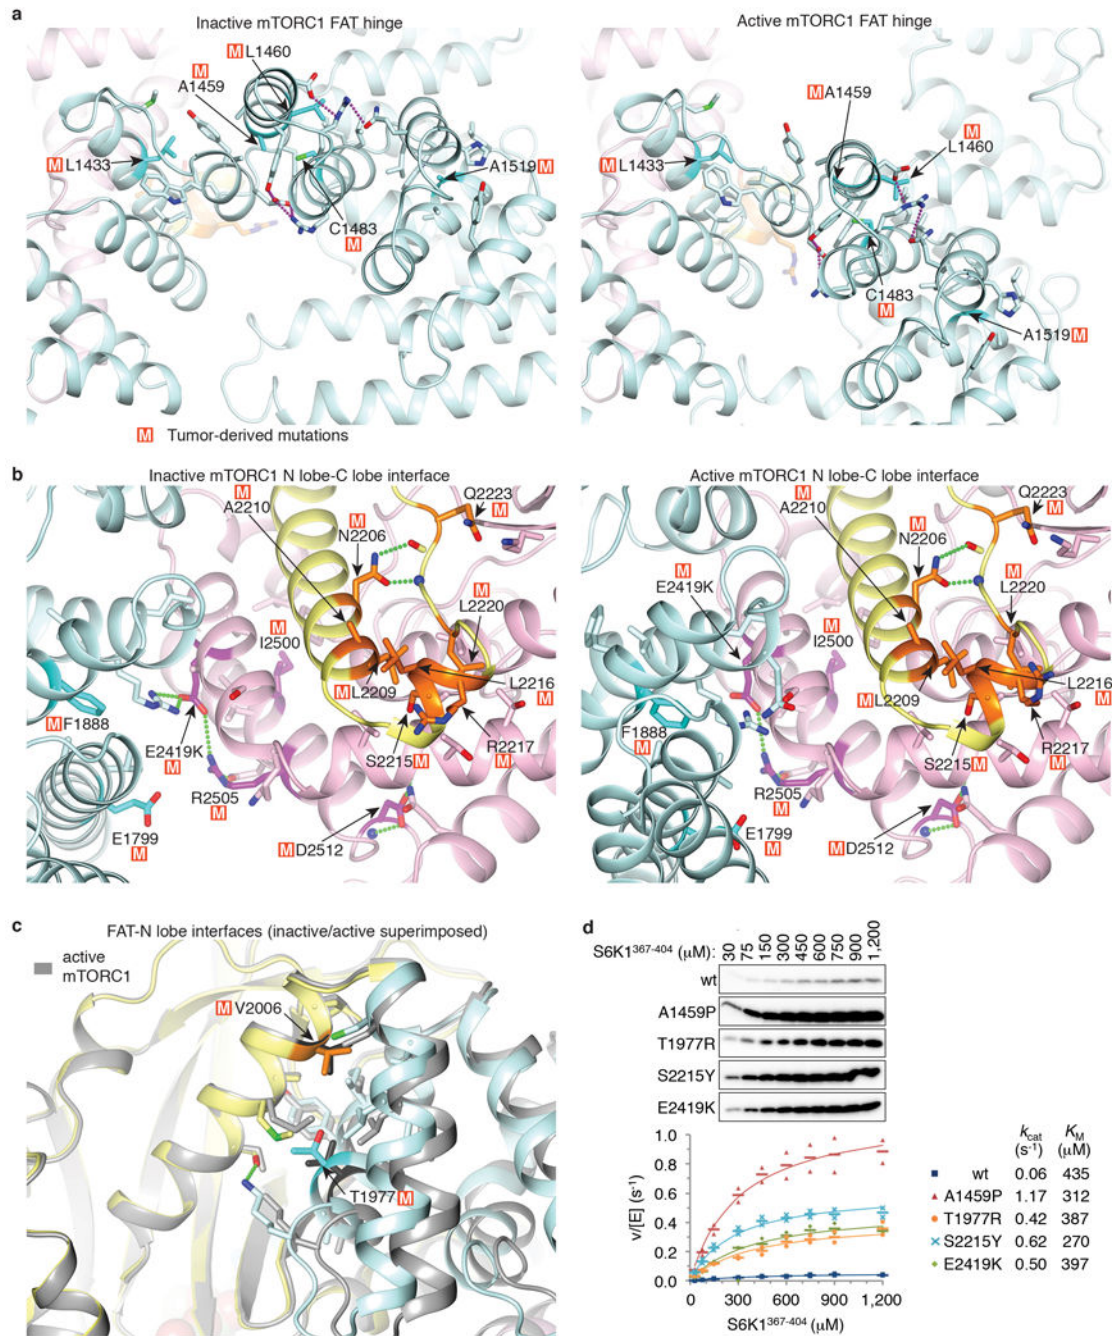 a
Inactive mTORC1 FAT hinge
M L1460
M
A1459
M L1433
A1519 M
C1483
M
Active mTORC1 FAT hinge
M A1459
M
L1460
M L1433
C1483
M
A1519 M
M Tumor-derived mutations
b
Inactive mTORC1 N lobe-C lobe interface
M
A2210
M
N2206
Q2223
M
M
L2220
M
I2500
M L2209
L2216
M
M F1888
E2419K
M
S2215 M
R2217
M
R2505
M
E1799
M
M D2512
Active mTORC1 N lobe-C lobe interface
M
A2210
Q2223
M
M
N2206
M
E2419K
M
L2220
M
I2500
M L2209
L2216
M
F1888
M
S2215 M
R2217
M
R2505
M
E1799
M
M D2512
c
FAT-N lobe interfaces (inactive/active superimposed)
active
mTORC1
M V2006
T1977 M
d
S6K1367-404 (μM): 30 75 150 300 450 600 750 900 1,200
wt
A1459P
T1977R
S2215Y
E2419K
v/[E] (s-1)
1.0
0.8
0.6
0.4
0.2
0.0
0 300 600 900 1,200
S6K1367-404 (μM)
kcat KM
(s-1) (μM)
wt 0.06 435
A1459P 1.17 312
T1977R 0.42 387
S2215Y 0.62 270
E2419K 0.50 397